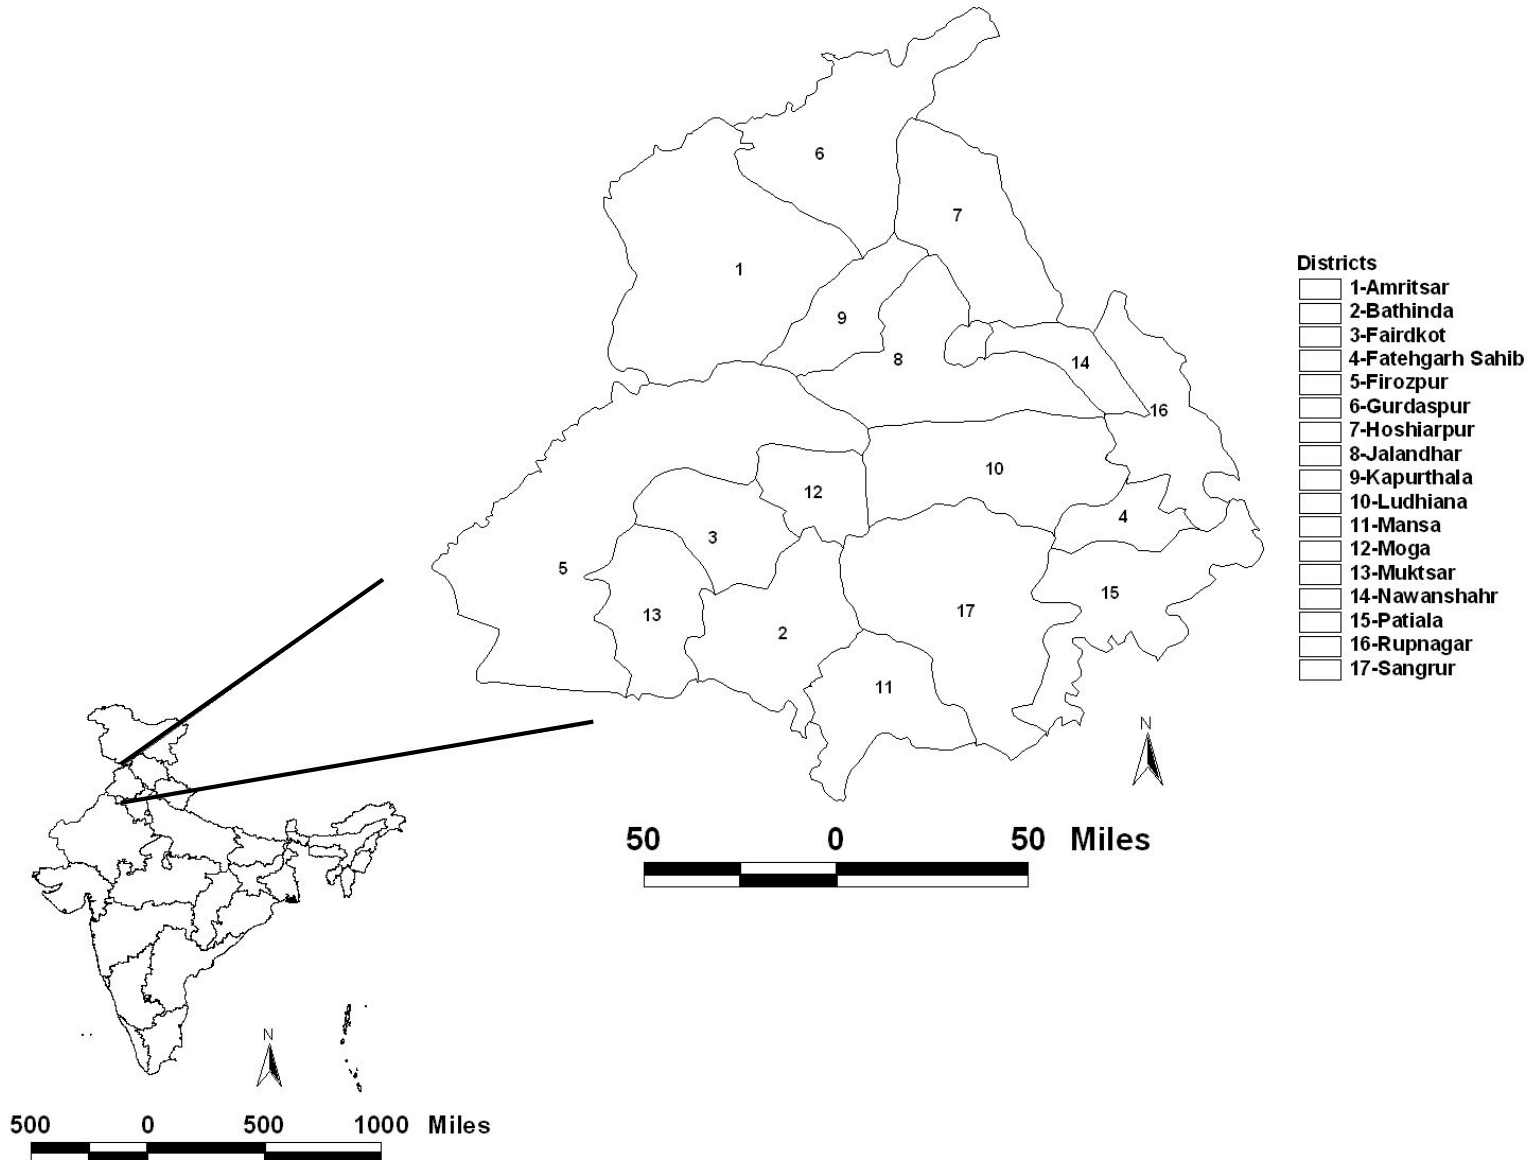 6
7
1
9
8
14
16
10
12
4
3
5
15
13
17
2
11
Districts
1-Amritsar
2-Bathinda
3-Fairdkot
4-Fatehgarh Sahib
5-Firozpur
6-Gurdaspur
7-Hoshiarpur
8-Jalandhar
9-Kapurthala
10-Ludhiana
11-Mansa
12-Moga
13-Muktsar
14-Nawanshahr
15-Patiala
16-Rupnagar
17-Sangrur
N
50 0 50 Miles
N
500 0 500 1000 Miles